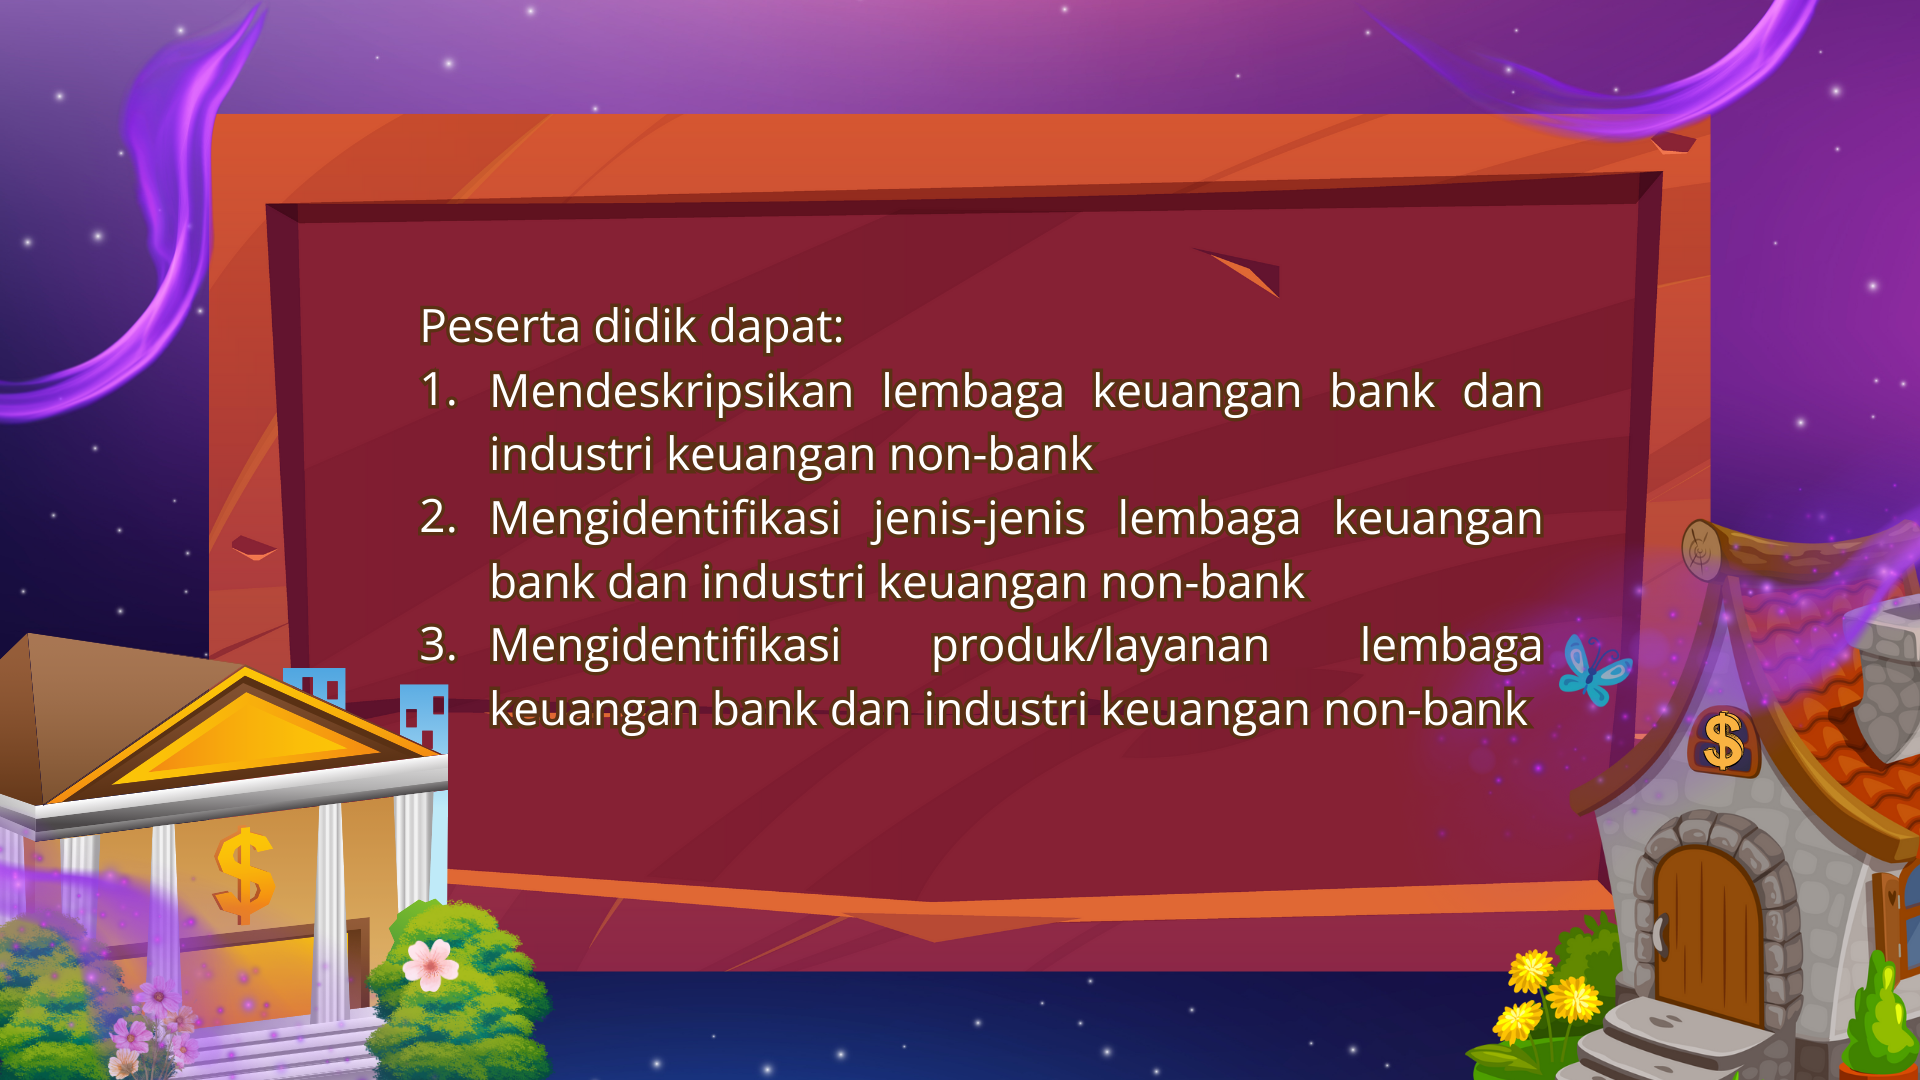 Peserta didik dapat:
1. Mendeskripsikan lembaga keuangan bank dan
industri keuangan non-bank
2. Mengidentifikasi jenis-jenis lembaga keuangan
bank dan industri keuangan non-bank
3. Mengidentifikasi produk/layanan lembaga
keuangan bank dan industri keuangan non-bank
$
$